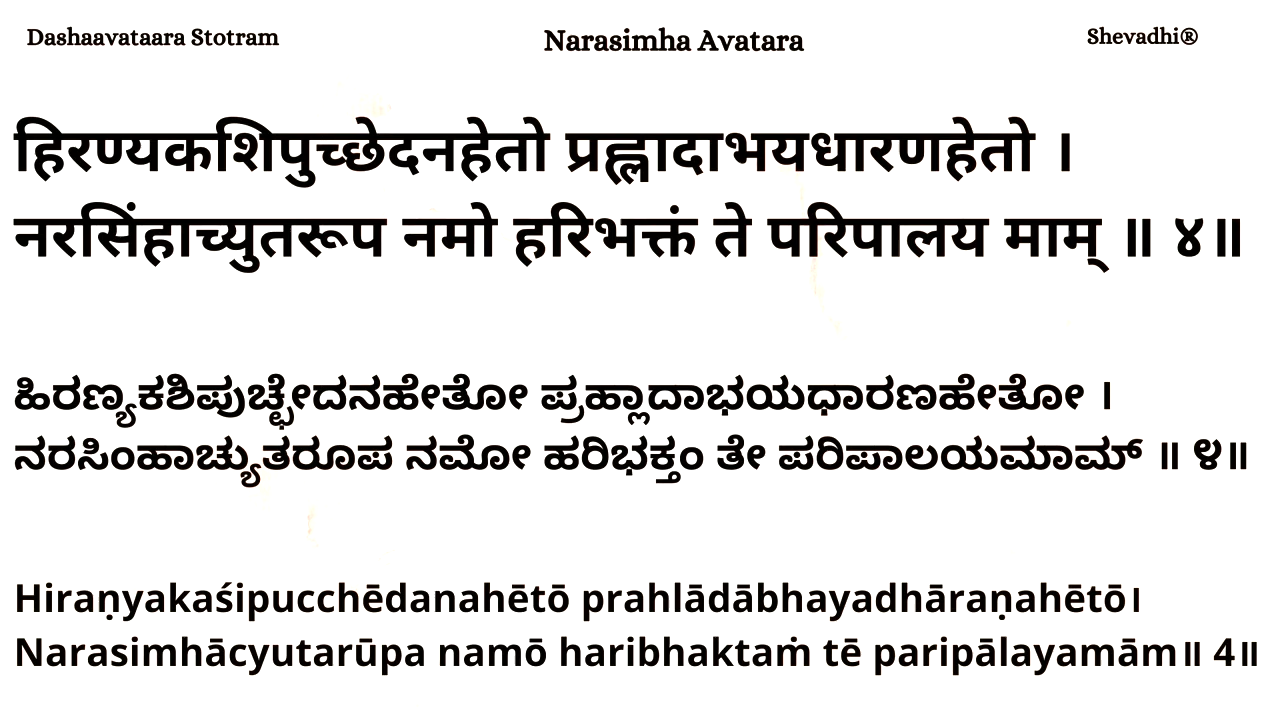 Dashaavataara Stotram Narasimha Avatara Shevadhi®
हिरण्यकशिपुच्छेदनहेतो प्रह्लादाभयधारणहेतो ।
नरसिंहाच्युतरूप नमो हरिभक्तं ते परिपालय माम् ॥ ४॥
ಹಿರಣ್ಯಕಶಿಪುಚ್ಛೇದನಹೇತೋ ಪ್ರಹ್ಲಾದಾಭಯಧಾರಣಹೇತೋ ।
ನರಸಿಂಹಾಚ್ಯುತರೂಪ ನಮೋ ಹರಿಭಕ್ತಂ ತೇ ಪರಿಪಾಲಯಮಾಮ್ ॥ ೪॥
Hiraṇyakaśipucchēdanahētō prahlādābhayadhāraṇahētō।
Narasimhācyutarūpa namō haribhaktaṁ tē paripālayamām॥ 4॥